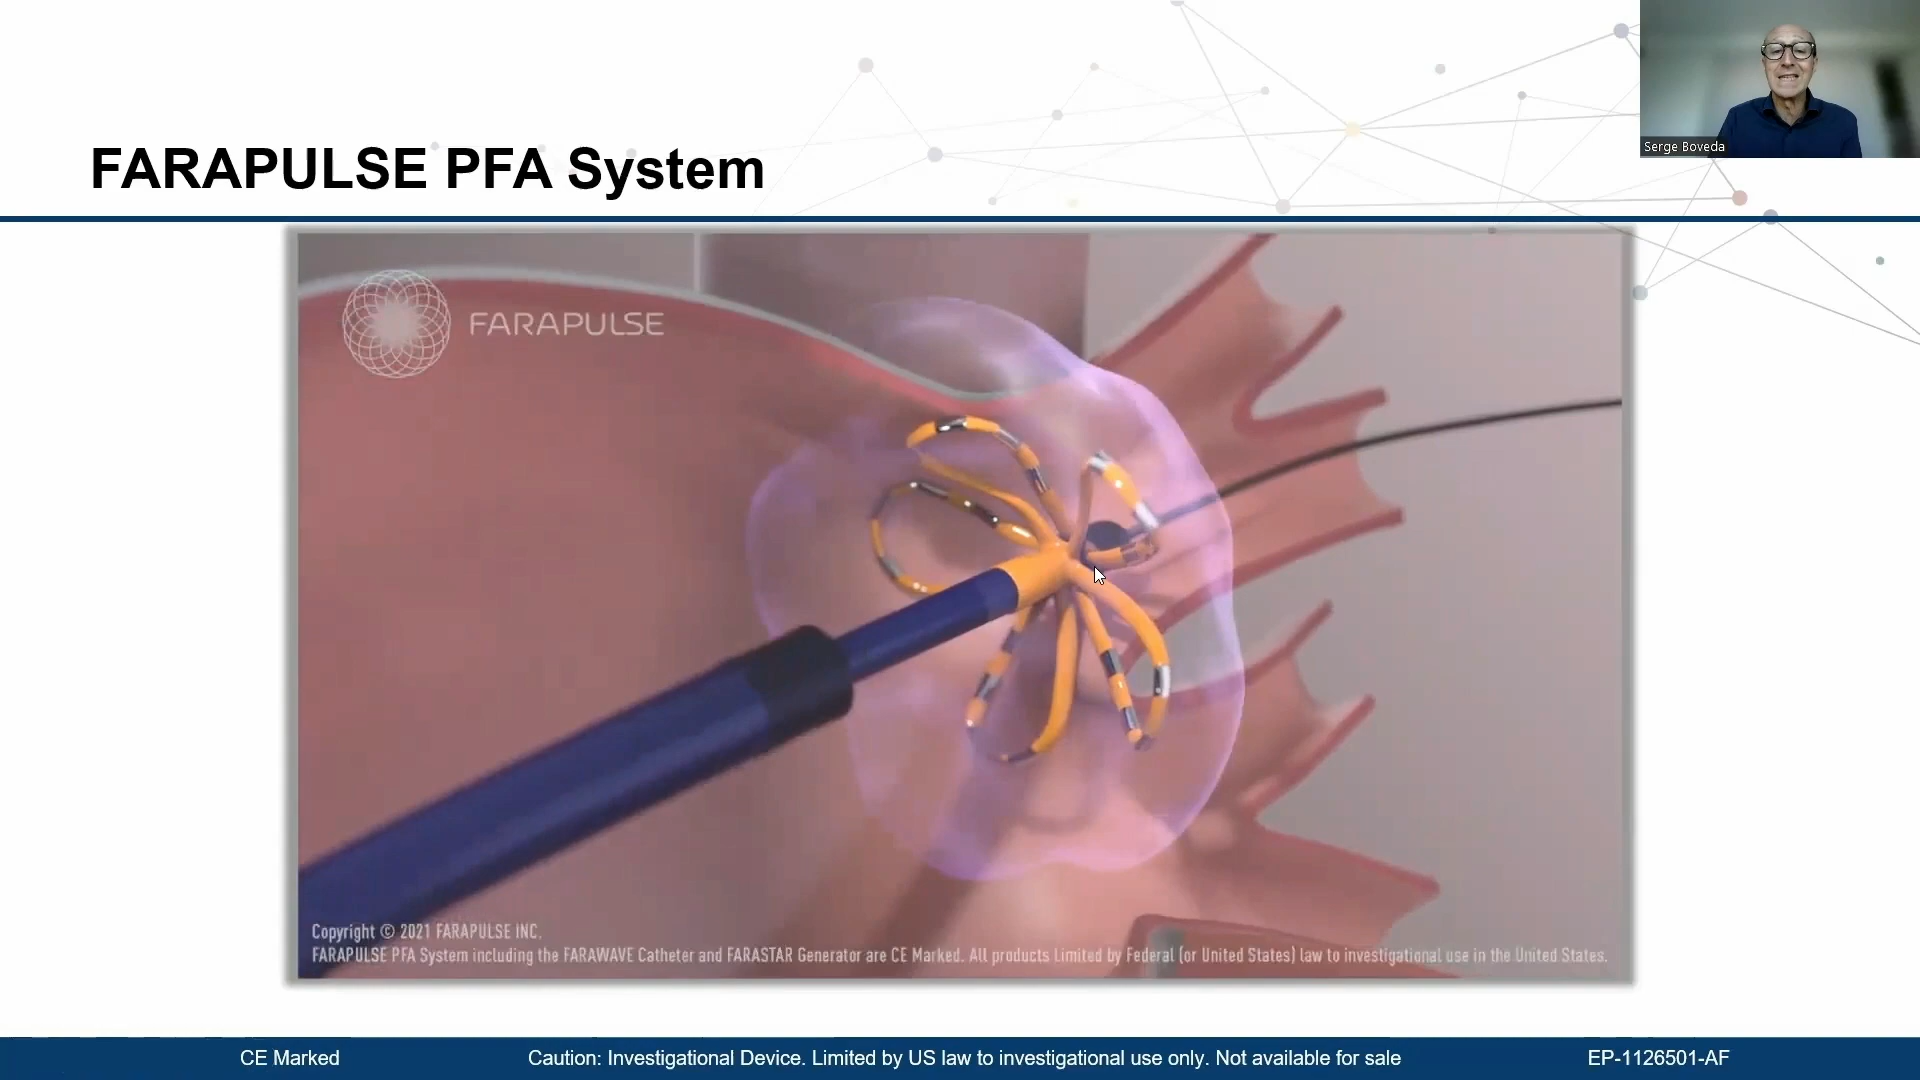 Serge Boveda
FARAPULSE PFA System
FARAPULSE
Copyright © 2021 FARAPULSE INC.
FARAPULSE PFA System including the FARAWAVE Catheter and FARASTAR Generator are CE Marked. All products Limited by Federal (or United States) law to investigational use in the United States.
CE Marked
Caution: Investigational Device. Limited by US law to investigational use only. Not available for sale
EP-1126501-AF